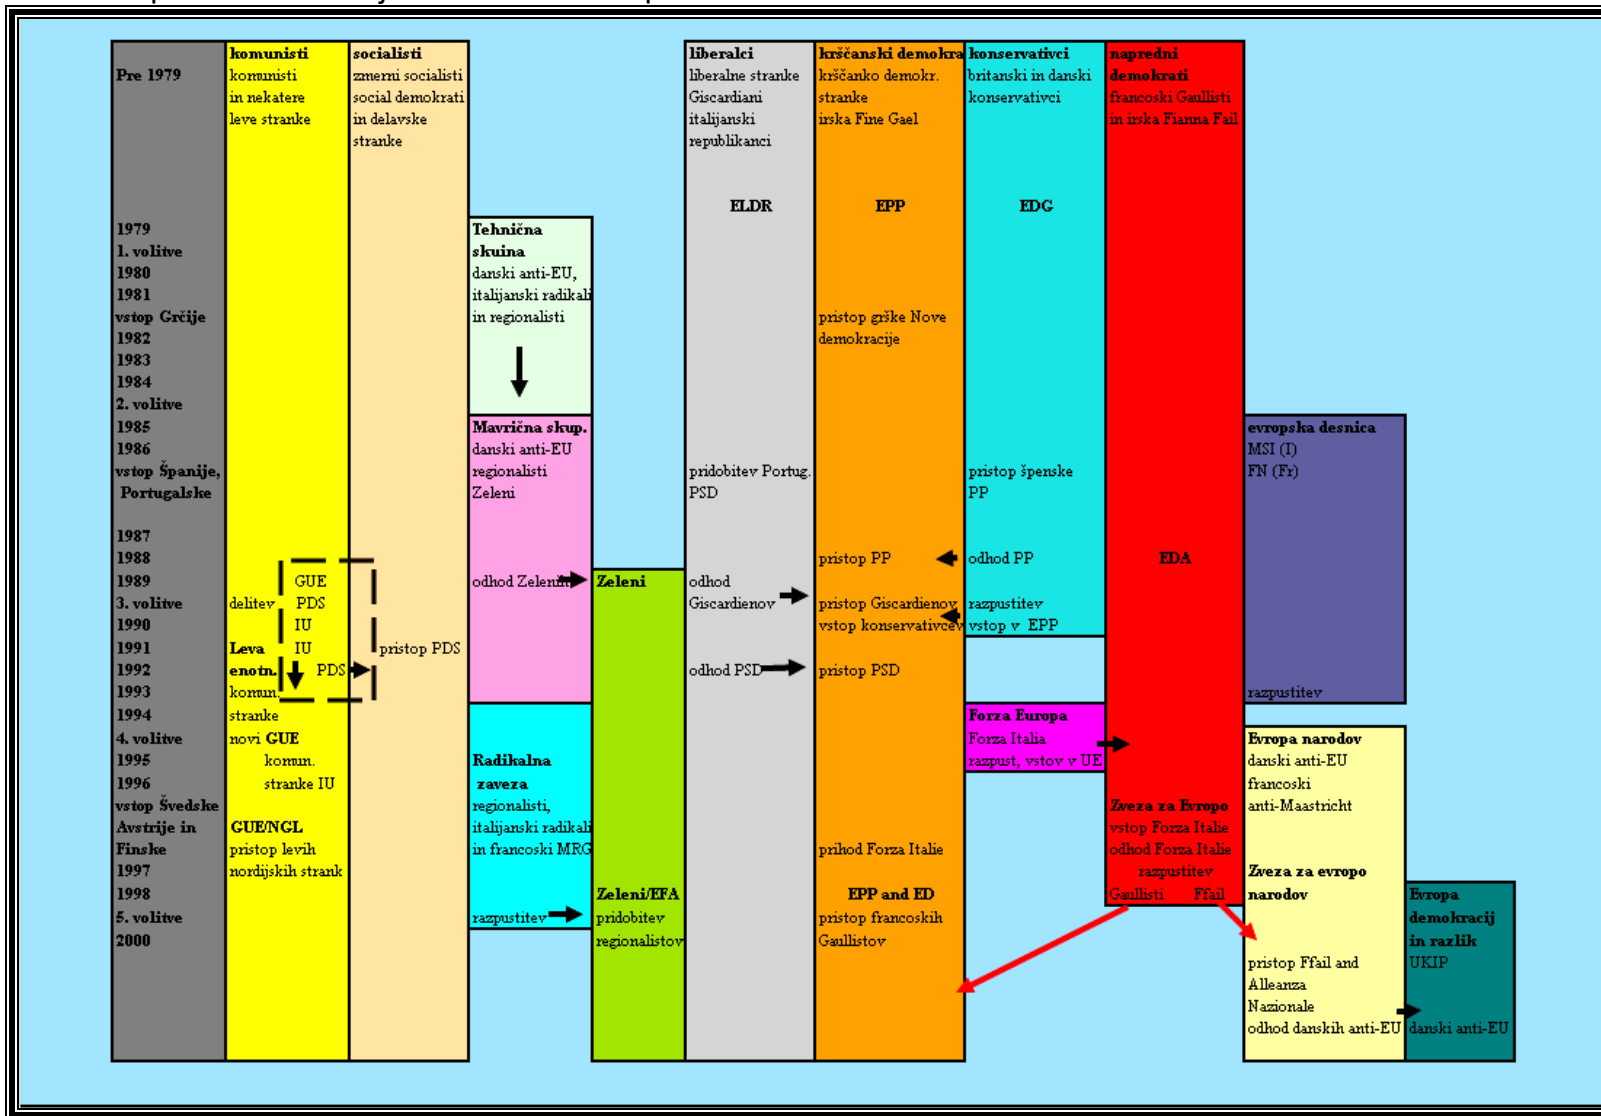 Pre 1979
1979
1. volitve
1980
1981
vstop Grčije
1982
1983
1984
2. volitve
1985
1986
vstop Španije,
Portugalske
1987
1988
1989
3. volitve
1990
1991
1992
1993
1994
4. volitve
1995
1996
vstop Švedske
Avstrije in
Finske
1997
1998
5. volitve
2000
komunisti
komunisti
in nekatere
leve stranke
GUE
delitev PDS
IU
Leva IU
enotn. PDS
komun.
stranke
novi GUE
komun.
stranke IU
GUE/NGL
pristop levih
nordijskih strank
socialisti
zmerni socialisti
social demokrati
in delavske
stranke
pristop PDS
Tehnična
skuina
danski anti-EU,
italijanski radikali
in regionalisti
Mavrična skup.
danski anti-EU
regionalisti
Zeleni
odhod Zelenih
Radikalna
zaveza
regionalisti,
italijanski radikali
in francoski MRG
razpustitev
Zeleni
Zeleni/EFA
pridobitev
regionalistov
liberalci
liberalne stranke
Giscardiani
italijanski
republikanci
ELDR
pridobitev Portug.
PSD
odhod
Giscardienov
odhod PSD
krščanski demokra
krščanko demokr.
stranke
irska Fine Gael
EPP
pristop grške Nove
demokracije
pristop PP
pristop Giscardienov
vstop konservativcev
pristop PSD
prihod Forza Italie
EPP and ED
pristop francoskih
Gaullistov
konservativci
britanski in danski
konservativci
EDG
pristop španske
PP
odhod PP
razpustitev
vstop v EPP
Forza Europa
Forza Italia
razpust, vstov v UE
napredni
demokrati
francoski Gaullisti
in irska Fianna Fail
EDA
Zveza za Evropo
vstop Forza Italie
odhod Forza Italie
razpustitev
Gaullisti Ffail
evropska desnica
MSI (I)
FN (Fr)
razpustitev
Evropa narodov
danski anti-EU
francoski
anti-Maastricht
Zveza za evropo
narodov
pristop Ffail and
Alleanza
Nazionale
odhod danskih anti-EU
Evropa
demokracij
in razlik
UKIP
danski anti-EU